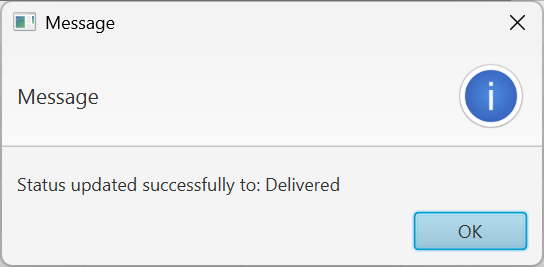 Message
Message
Status updated successfully to: Delivered
OK